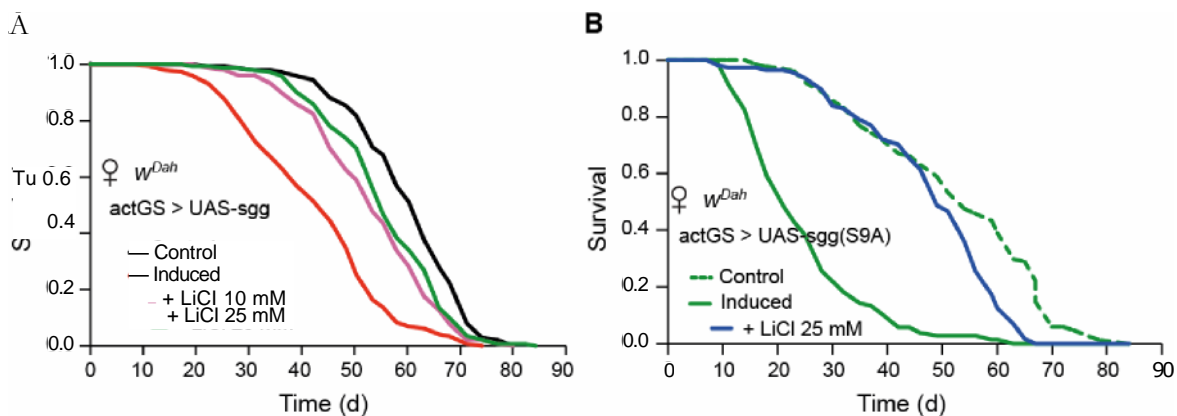 A
1.0
0.8
Tu 0.6
0.4
S
0.2
0.0
♀ wDah
actGS > UAS-sgg
Control
Induced
+ LiCl 10 mM
+ LiCl 25 mM
0 10 20 30 40 50 60 70 80 90
Time (d)
B
1.0
0.8
0.6
0.4
0.2
0.0
Survival
♀ wDah
actGS > UAS-sgg(S9A)
Control
Induced
+ LiCl 25 mM
0 10 20 30 40 50 60 70 80 90
Time (d)